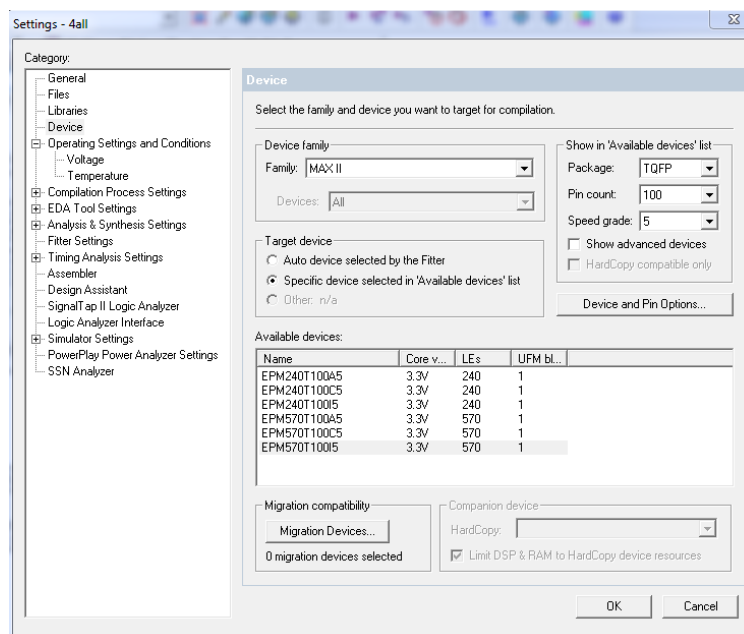 Settings - 4all
Category:
General
Files
Libraries
Device
Operating Settings and Conditions
Voltage
Temperature
Compilation Process Settings
EDA Tool Settings
Analysis & Synthesis Settings
Fitter Settings
Timing Analysis Settings
Assembler
Design Assistant
SignalTap II Logic Analyzer
Logic Analyzer Interface
Simulator Settings
PowerPlay Power Analyzer Settings
SSN Analyzer
Device
Select the family and device you want to target for compilation.
Device family
Family: MAX II
Devices: All
Target device
Auto device selected by the Fitter
Specific device selected in 'Available devices' list
Other: n/a
Show in 'Available devices' list
Package: TQFP
Pin count: 100
Speed grade: 5
Show advanced devices
HardCopy compatible only
Device and Pin Options...
Available devices:
Name Core v... LEs UFM bl...
EPM240T100A5 3.3V 240 1
EPM240T100C5 3.3V 240 1
EPM240T100I5 3.3V 240 1
EPM570T100A5 3.3V 570 1
EPM570T100C5 3.3V 570 1
EPM570T100I5 3.3V 570 1
Migration compatibility
Migration Devices...
0 migration devices selected
Companion device
HardCopy:
Limit DSP & RAM to HardCopy device resources
OK Cancel